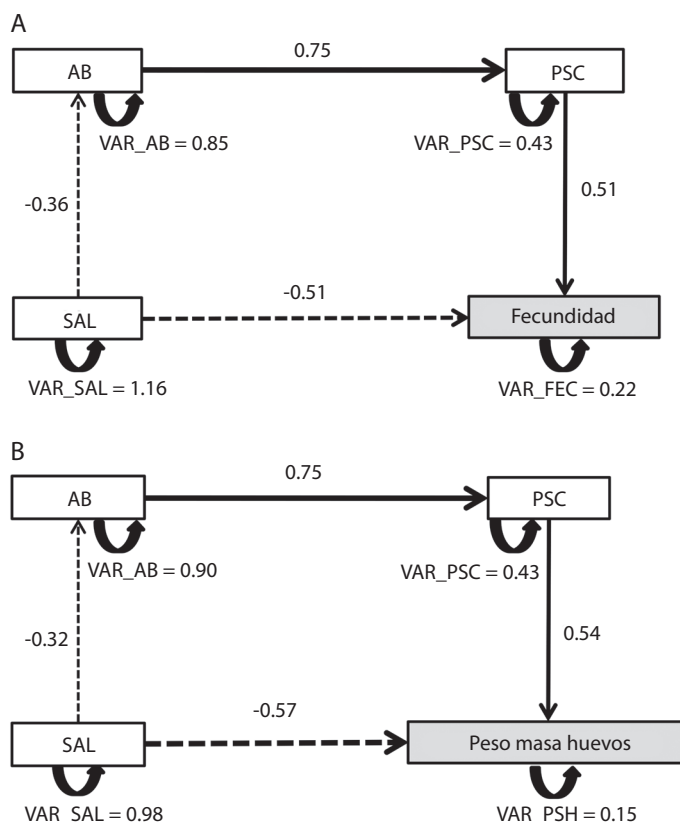 A
0.75
AB
PSC
VAR_AB = 0.85
VAR_PSC = 0.43
-0.36
0.51
-0.51
SAL
Fecundidad
VAR_SAL = 1.16
VAR_FEC = 0.22
B
0.75
AB
PSC
VAR_AB = 0.90
VAR_PSC = 0.43
-0.32
0.54
-0.57
SAL
Peso masa huevos
VAR_SAL = 0.98
VAR_PSH = 0.15